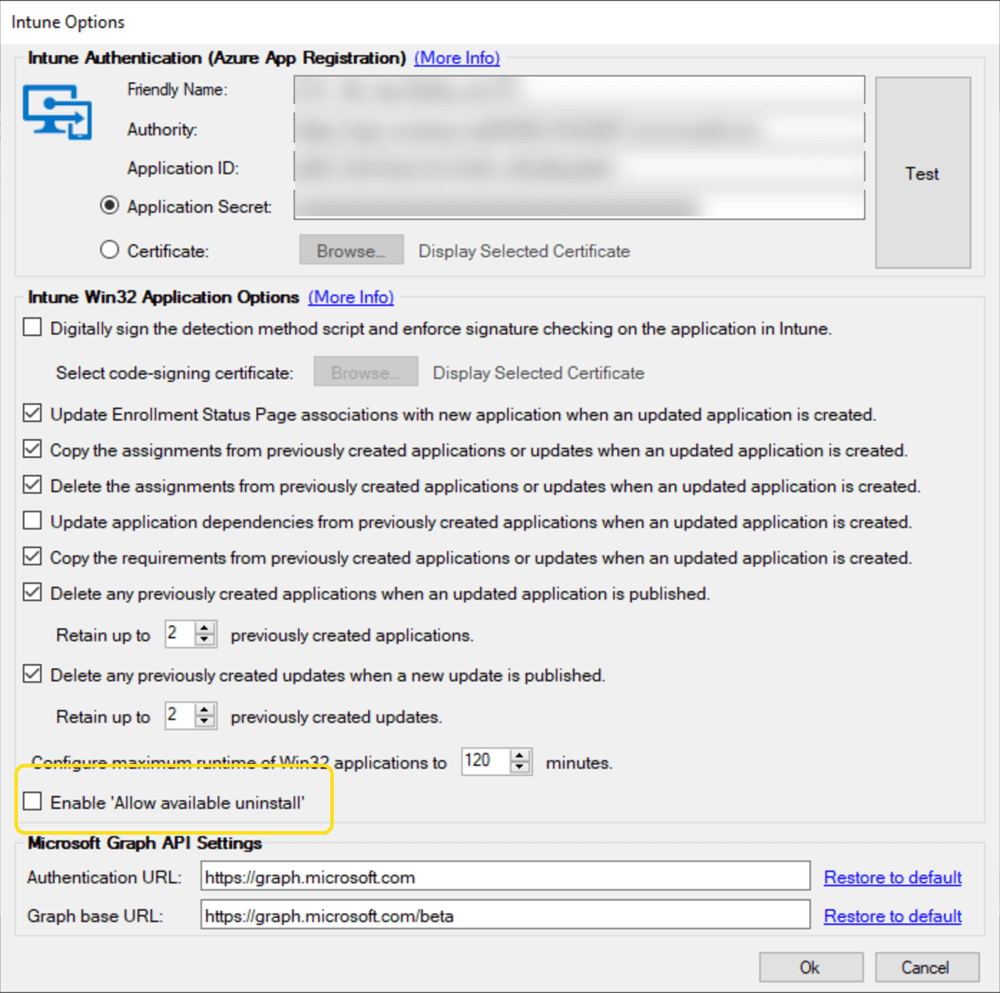 Intune Options
Intune Authentication (Azure App Registration) (More Info)
Friendly Name:
Authority:
Application ID:
Test
Application Secret:
Certificate: Browse... Display Selected Certificate
Intune Win32 Application Options (More Info)
Digitally sign the detection method script and enforce signature checking on the application in Intune.
Select code-signing certificate: Browse... Display Selected Certificate
Update Enrollment Status Page associations with new application when an updated application is created.
Copy the assignments from previously created applications or updates when an updated application is created.
Delete the assignments from previously created applications or updates when an updated application is created.
Update application dependencies from previously created applications when an updated application is created.
Copy the requirements from previously created applications or updates when an updated application is created.
Delete any previously created applications when an updated application is published.
Retain up to 2 previously created applications.
Delete any previously created updates when a new update is published.
Retain up to 2 previously created updates.
Configure maximum runtime of Win32 applications to 120 minutes.
Enable 'Allow available uninstall'
Microsoft Graph API Settings
Authentication URL: https://graph.microsoft.com Restore to default
Graph base URL: https://graph.microsoft.com/beta Restore to default
Ok Cancel